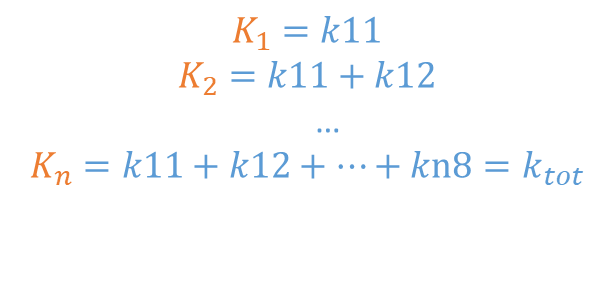 K₁ = k11
K₂ = k11 + k12
...
Kₙ = k11 + k12 + ⋯ + kn8 = kₜₒₜ